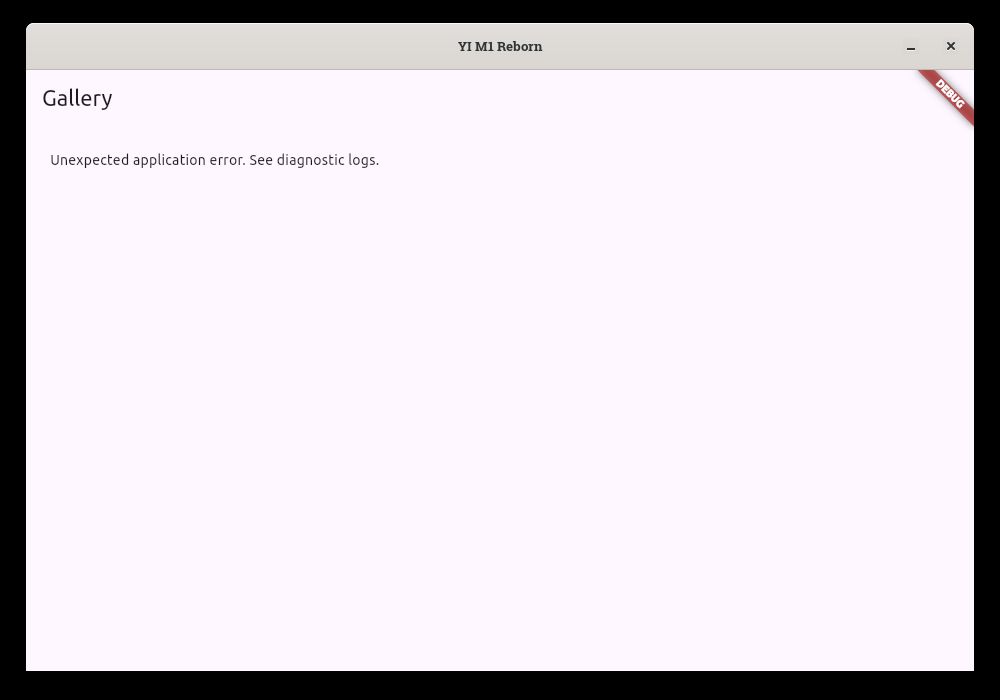 YI M1 Reborn
DEBUG
Gallery
Unexpected application error. See diagnostic logs.